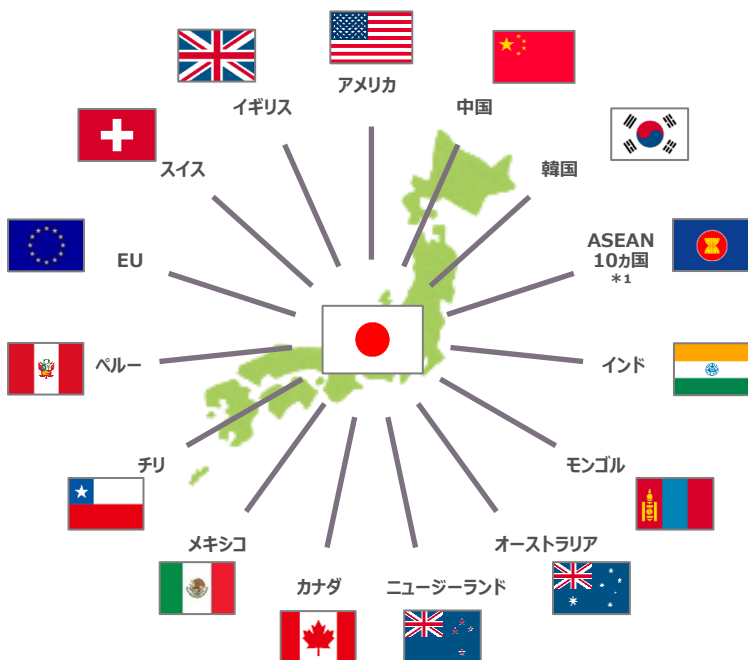 アメリカ
イギリス
中国
スイス
韓国
EU
ASEAN
10ヵ国
*1
ペルー
インド
チリ
モンゴル
メキシコ
オーストラリア
カナダ
ニュージーランド